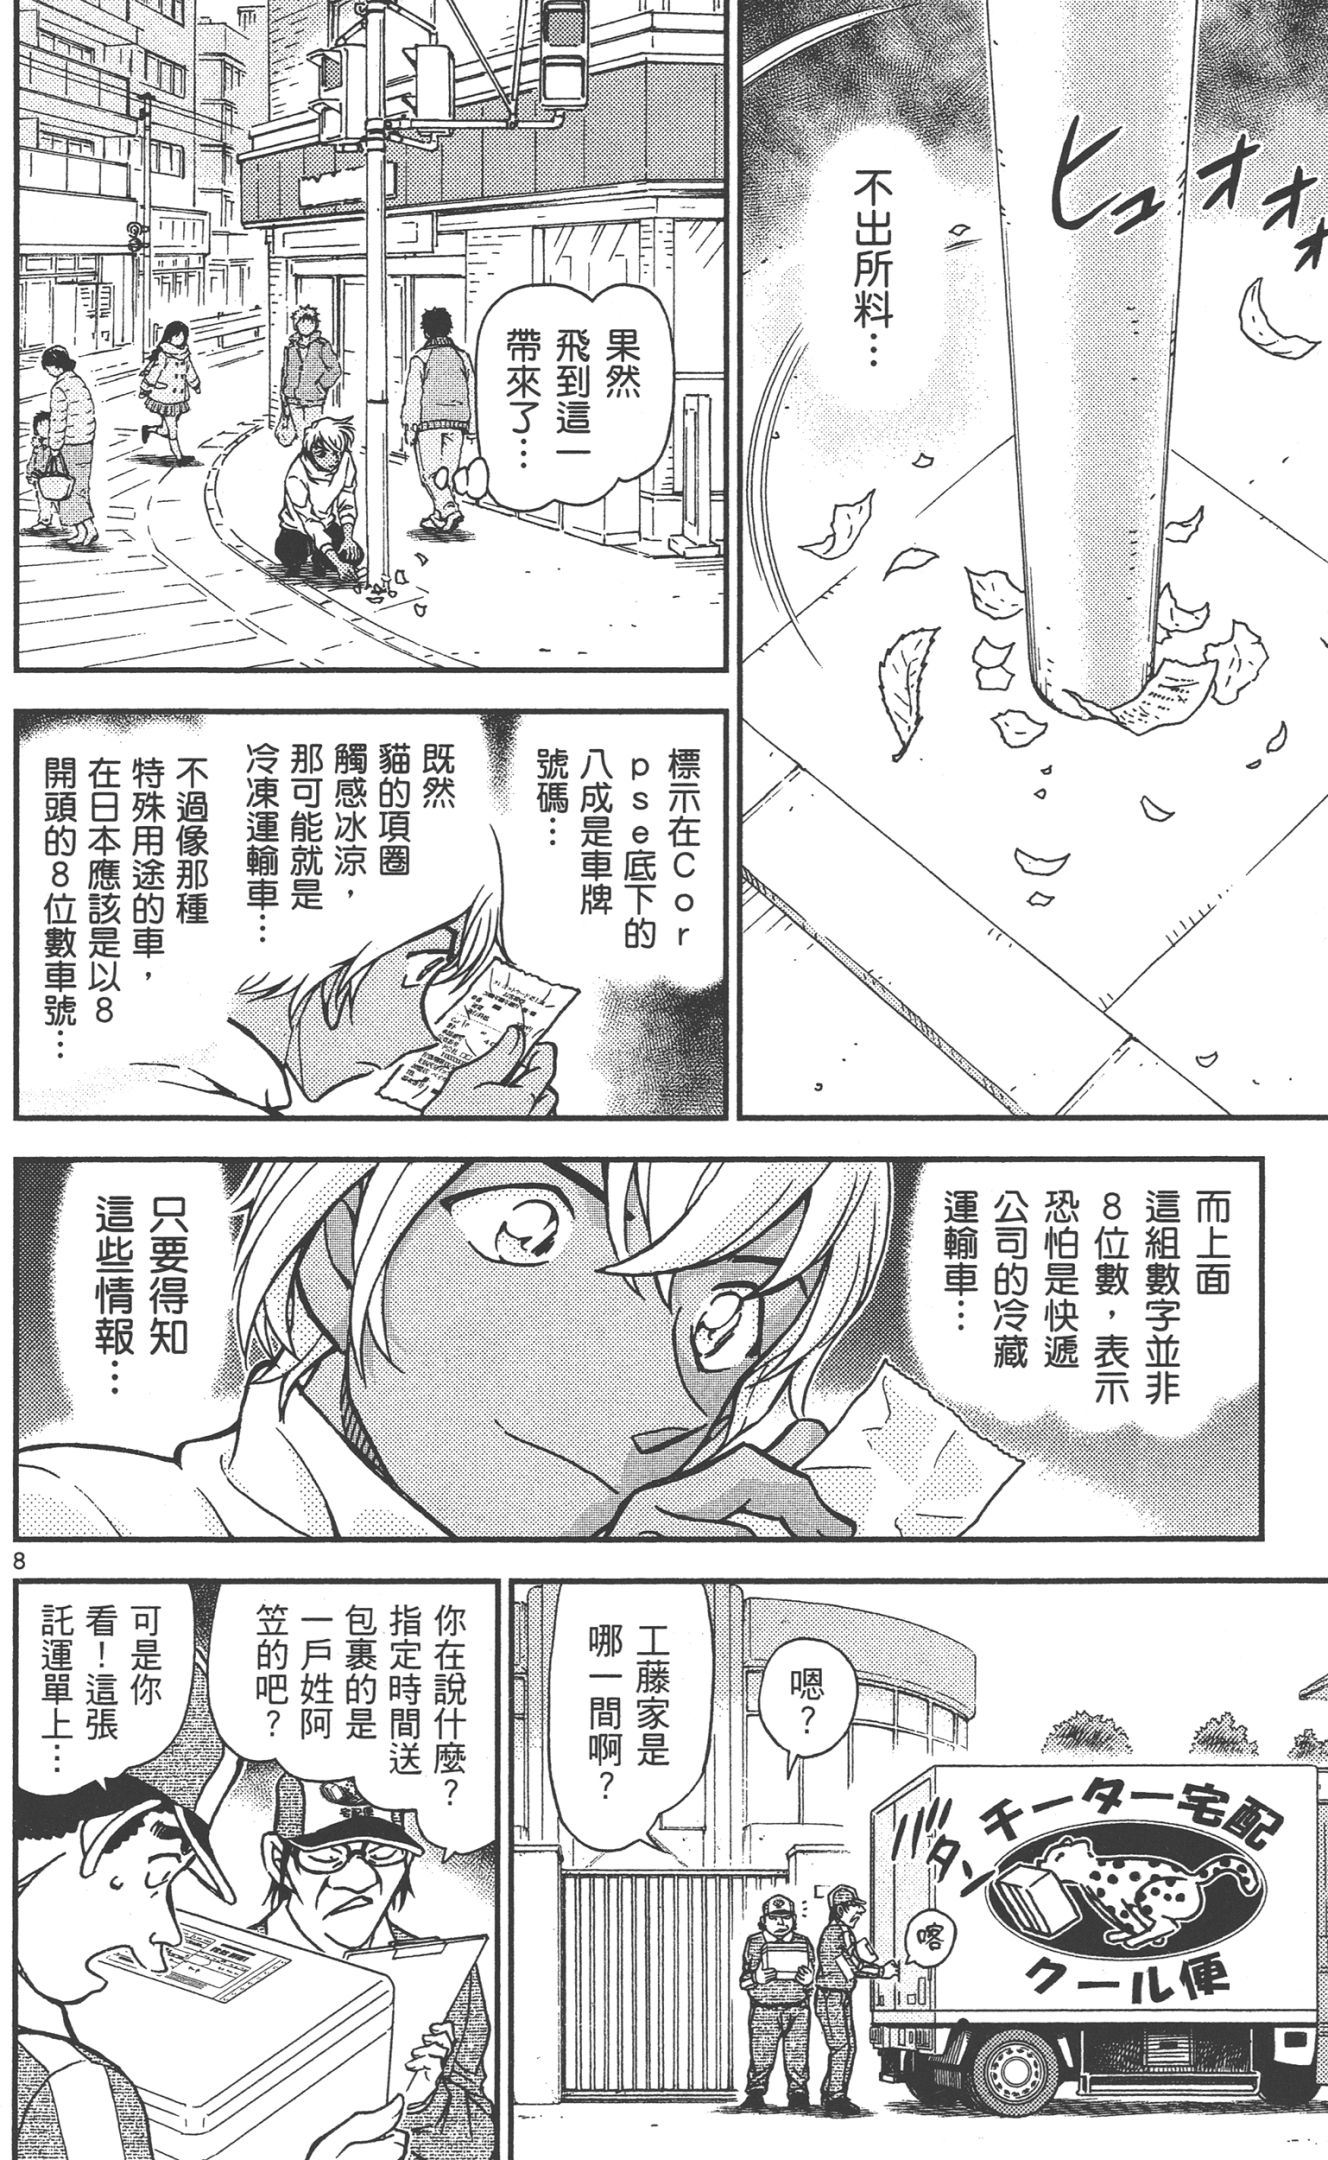 ヒュオオオ
不出所料…
果然
飛到這一
帶來了…
標示在Cor
pse底下的
八成是車牌
號碼…
既然
貓的項圈
觸感冰涼，
那可能就是
冷凍運輸車…
不過像那種
特殊用途的車，
在日本應該是以8
開頭的8位數車號…
而上面
這組數字並非
8位數，表示
恐怕是快遞
公司的冷藏
運輸車…
只要得知
這些情報…
8
チーター宅配
クール便
バタン
喀
嗯？
工藤家是
哪一間啊？
你在說什麼？
指定時間送
包裹的是
一戶姓阿
笠的吧？
宅配便
可是你
看！這張
託運單上…